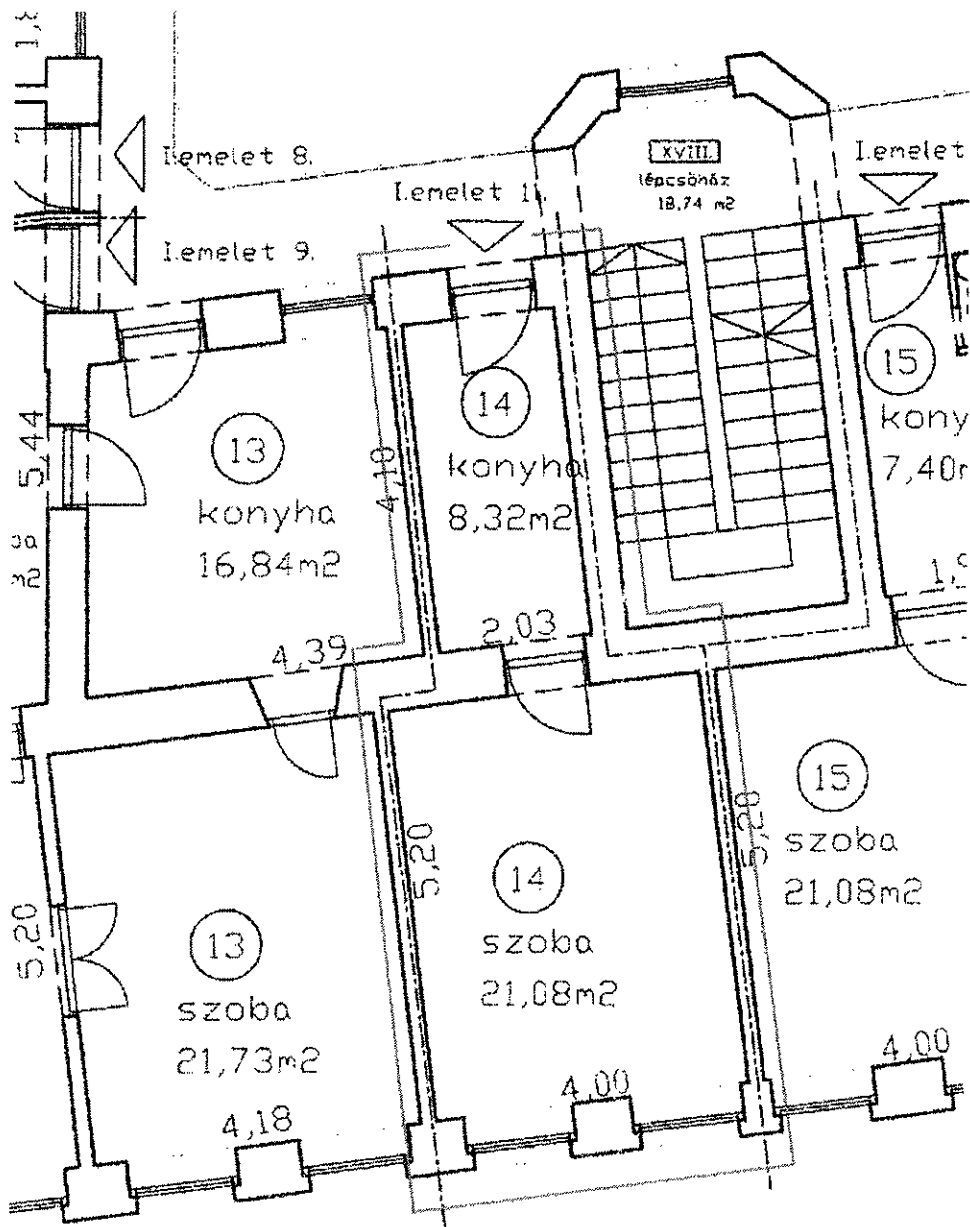 I.emelet 8.
XVIII.
lépcsőház
18,74 m2
I.emelet
I.emelet 1
I.emelet 9.
15
kony
7,40
14
konyha
8,32m2
13
konyha
16,84m2
5,44
4,10
m2
4,39
2,03
15
szoba
21,08m2
5,20
5,20
14
szoba
21,08m2
5,20
13
szoba
21,73m2
4,00
4,00
4,18